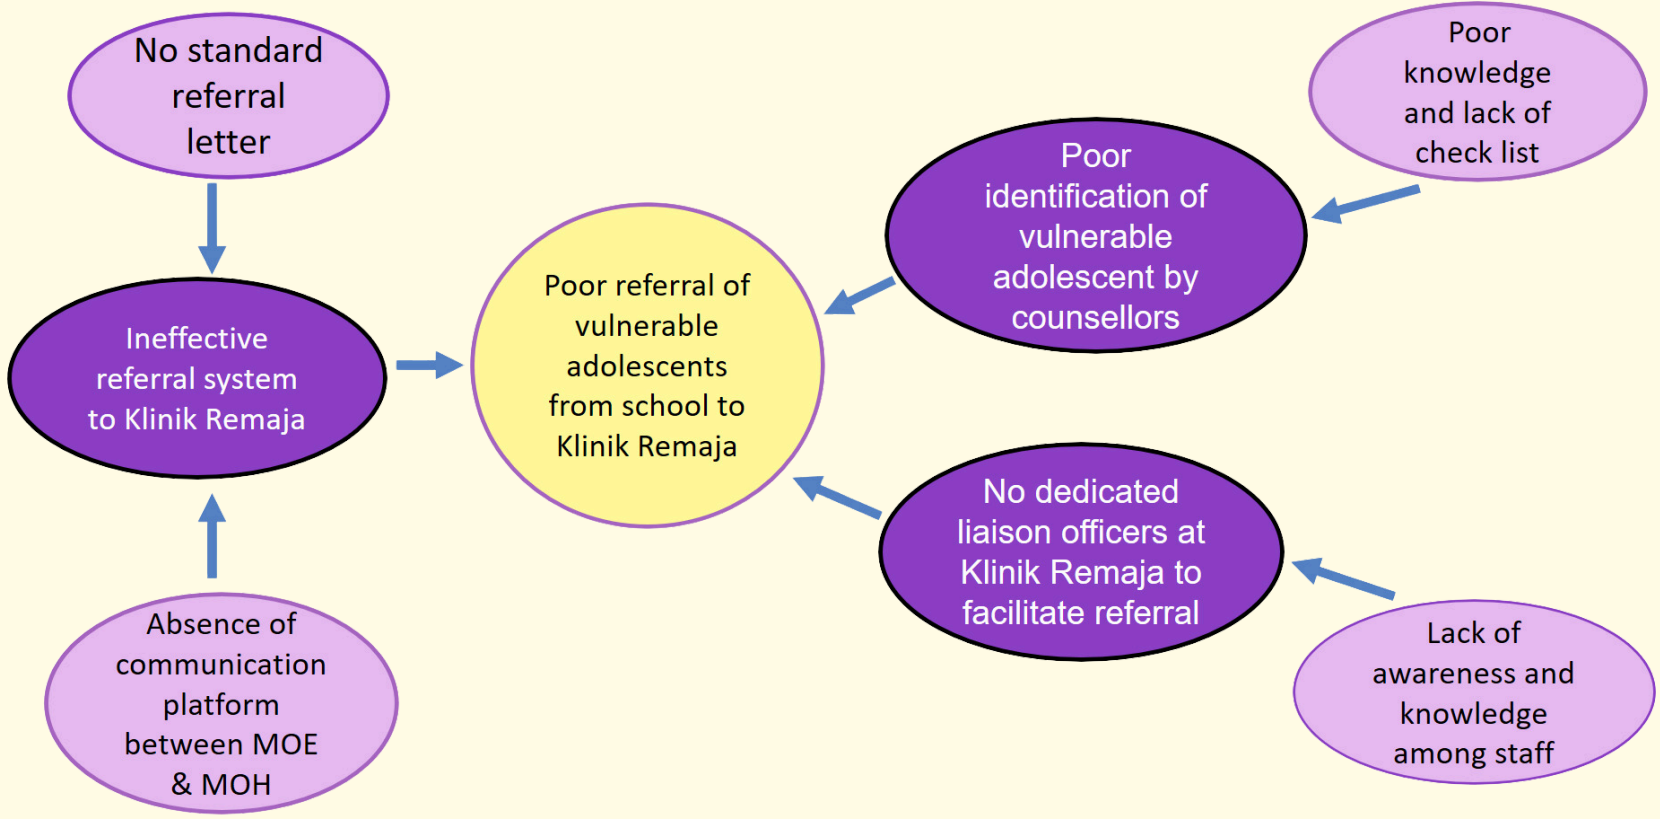 No standard
referral
letter
Ineffective
referral system
to Klinik Remaja
Absence of
communication
platform
between MOE
& MOH
Poor referral of
vulnerable
adolescents
from school to
Klinik Remaja
Poor
identification of
vulnerable
adolescent by
counsellors
No dedicated
liaison officers at
Klinik Remaja to
facilitate referral
Poor
knowledge
and lack of
check list
Lack of
awareness and
knowledge
among staff